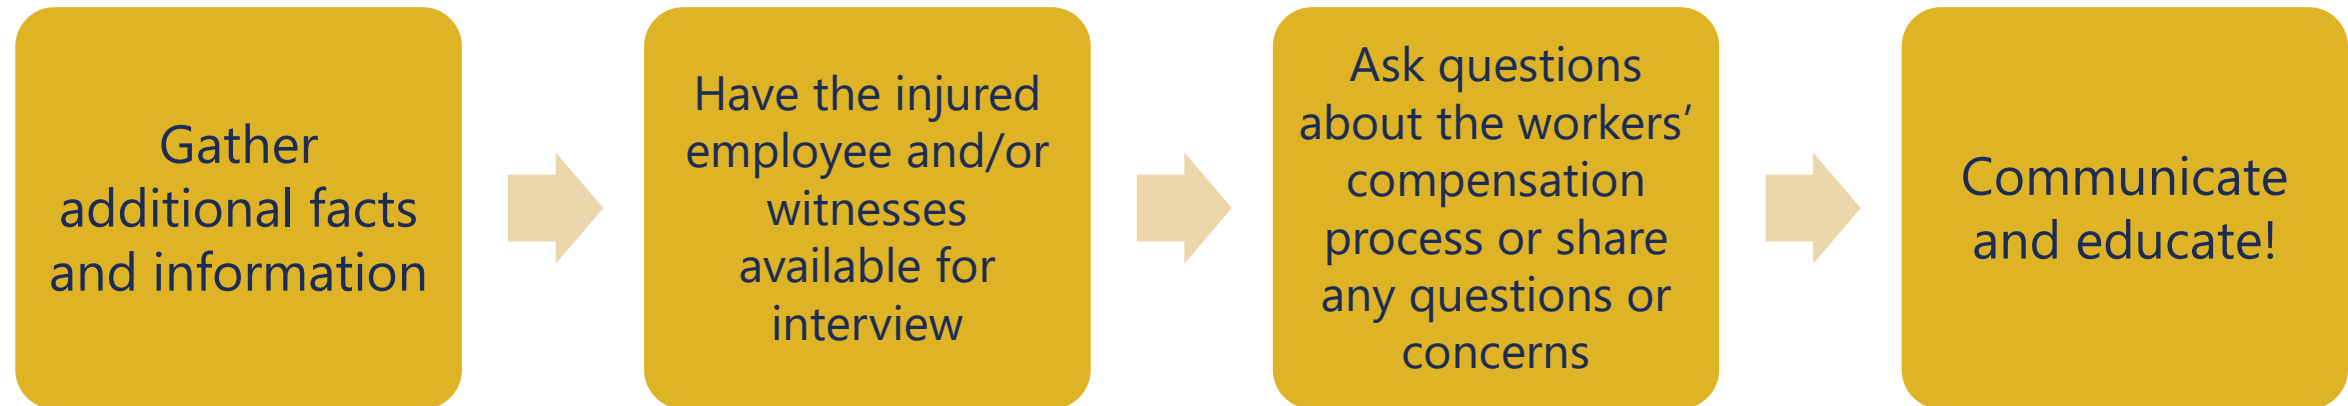 Gather
additional facts
and information
Have the injured
employee and/or
witnesses
available for
interview
Ask questions
about the workers’
compensation
process or share
any questions or
concerns
Communicate
and educate!